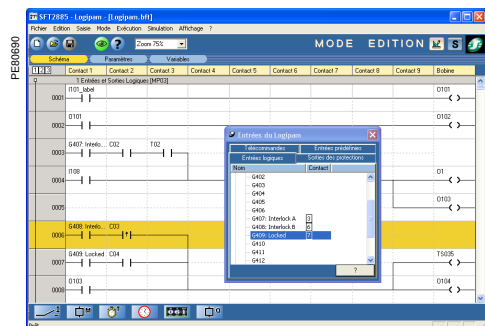 PE80690
SFT2885 - Logipam - [Logipam.bft]
Fichier Edition Saisie Mode Exécution Simulation Affichage ?
Zoom 75% MODE EDITION S
Schéma Paramètres Variables
1 2 3 Contact 1 Contact 2 Contact 3 Contact 4 Contact 5 Contact 6 Contact 7 Contact 8 Contact 9 Bobine
1 Entrées et Sorties Logiques [MP03]
I101_label O101
0001
O101 O102
0002
G407: Interlo... C02 T02
0003
I108 O1
0004
O103
0005
G408: Interlo... C03
0006
G409: Locked C04 TS035
0007
O103 O104
0008
Entrées du Logipam
Télécommandes Entrées prédéfinies
Entrées logiques Sorties des protections
Nom Contact
G402
G403
G404
G405
G406
G407: Interlock A 3
G408: Interlock B 6
G409: Locked 7
G410
G411
G412
?
Prêt